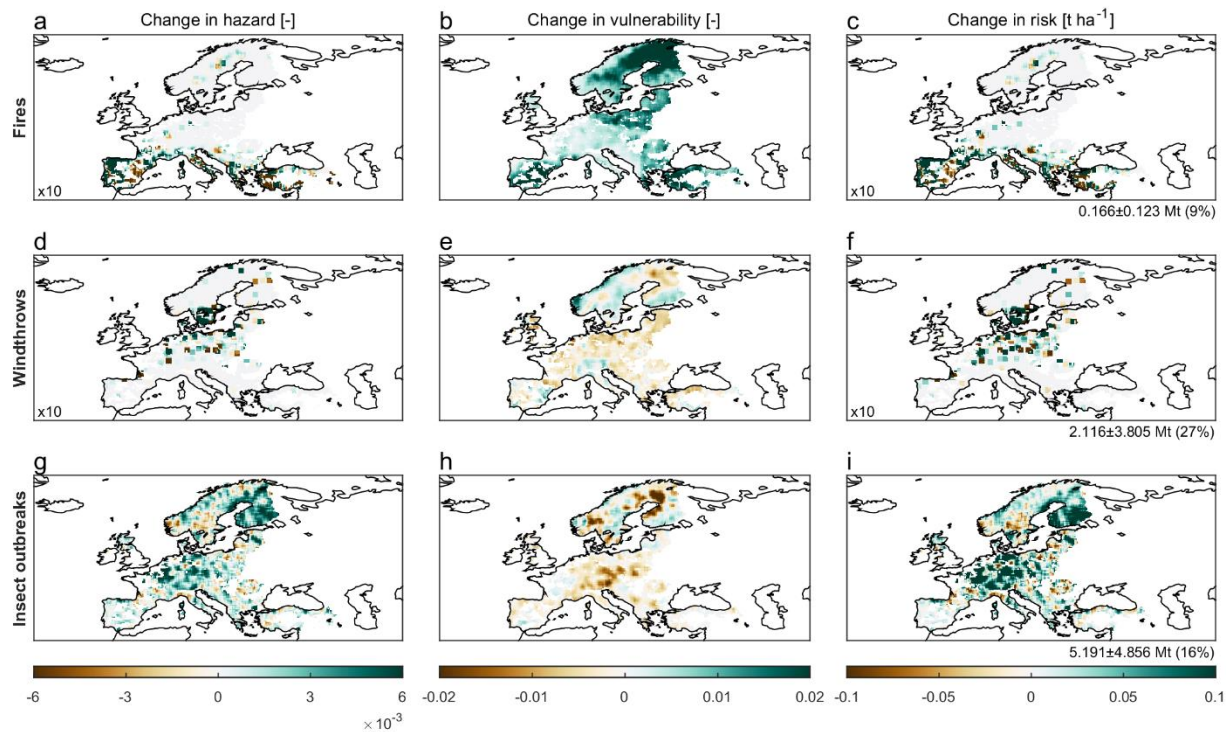 a Change in hazard [-] b Change in vulnerability [-] c Change in risk [t ha⁻¹]
Fires
x10 x10
0.166±0.123 Mt (9%)
d e f
Windthrows
x10 x10
2.116±3.805 Mt (27%)
g h i
Insect outbreaks
5.191±4.856 Mt (16%)
-6 -3 0 3 6 -0.02 -0.01 0 0.01 0.02 -0.1 -0.05 0 0.05 0.1
× 10⁻³